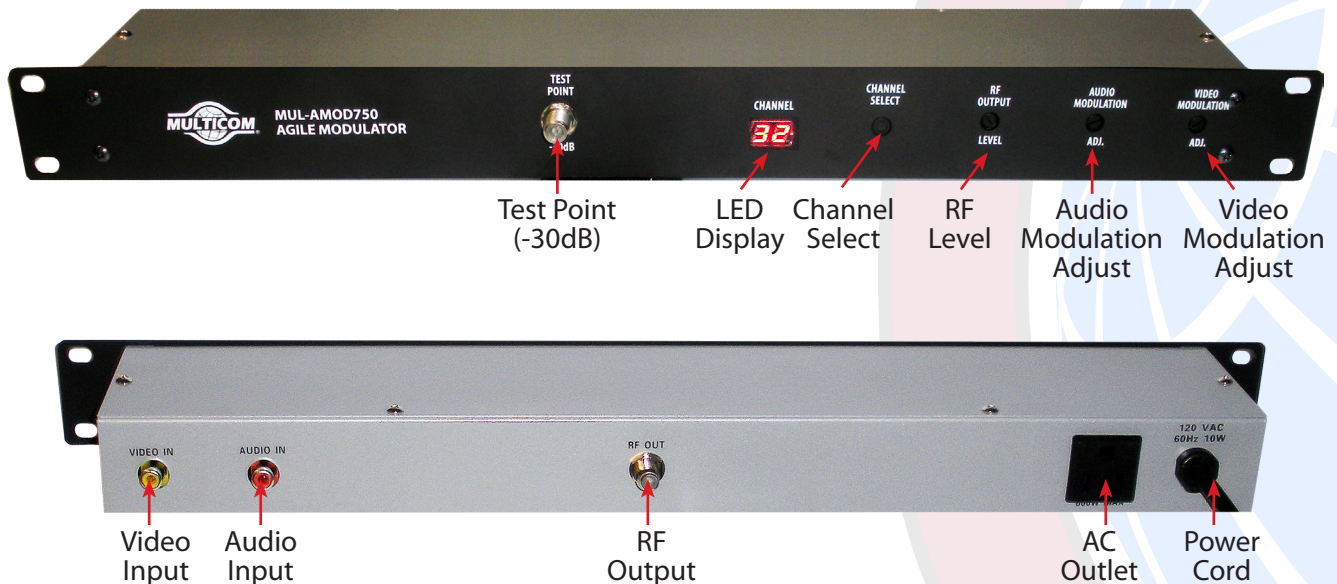 TEST
POINT
CHANNEL
SELECT
RF
OUTPUT
AUDIO
MODULATION
VIDEO
MODULATION
MULTICOM
MUL-AMOD750
AGILE MODULATOR
CHANNEL
32
LEVEL
ADJ.
ADJ.
Test Point
(-30dB)
LED
Display
Channel
Select
RF
Level
Audio
Modulation
Adjust
Video
Modulation
Adjust
VIDEO IN
AUDIO IN
RF OUT
120 VAC
60Hz 10W
Video
Input
Audio
Input
RF
Output
AC
Outlet
Power
Cord